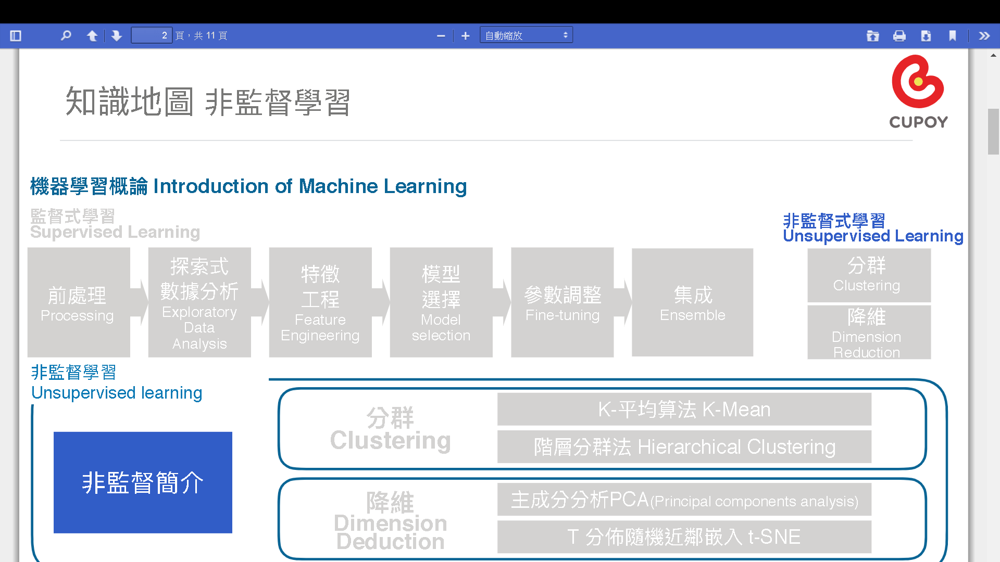 2 頁，共 11 頁
自動縮放
知識地圖 非監督學習
CUPOY
機器學習概論 Introduction of Machine Learning
監督式學習
Supervised Learning
非監督式學習
Unsupervised Learning
前處理
Processing
探索式
數據分析
Exploratory
Data
Analysis
特徵
工程
Feature
Engineering
模型
選擇
Model
selection
參數調整
Fine-tuning
集成
Ensemble
分群
Clustering
降維
Dimension
Reduction
非監督學習
Unsupervised learning
非監督簡介
分群
Clustering
K-平均算法 K-Mean
階層分群法 Hierarchical Clustering
降維
Dimension
Deduction
主成分分析PCA(Principal components analysis)
T 分佈隨機近鄰嵌入 t-SNE